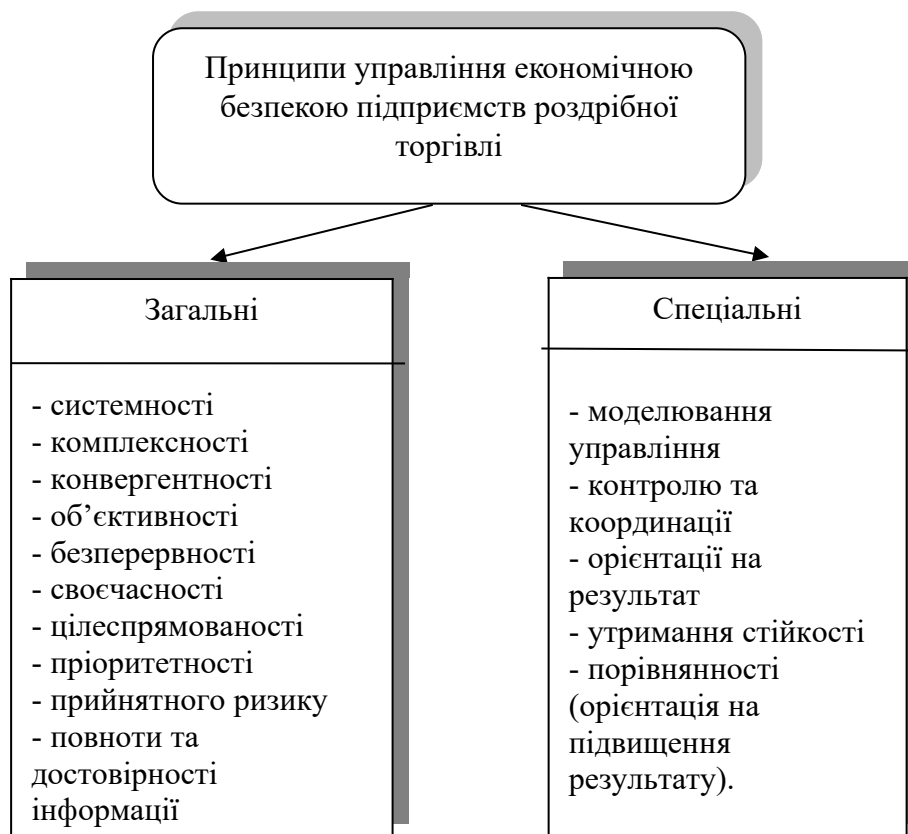 Принципи управління економічною
безпекою підприємств роздрібної
торгівлі
Загальні
- системності
- комплексності
- конвергентності
- об’єктивності
- безперервності
- своєчасності
- цілеспрямованості
- пріоритетності
- прийнятного ризику
- повноти та
достовірності
інформації
Спеціальні
- моделювання
управління
- контролю та
координації
- орієнтації на
результат
- утримання стійкості
- порівнянності
(орієнтація на
підвищення
результату).